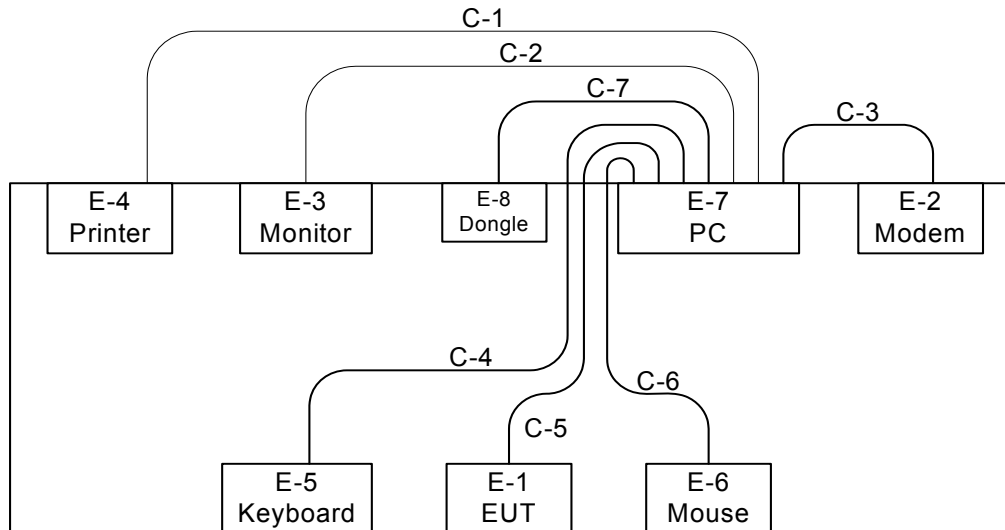 C-1
C-2
C-7
C-3
E-4
Printer
E-3
Monitor
E-8
Dongle
E-7
PC
E-2
Modem
C-4
C-6
C-5
E-5
Keyboard
E-1
EUT
E-6
Mouse